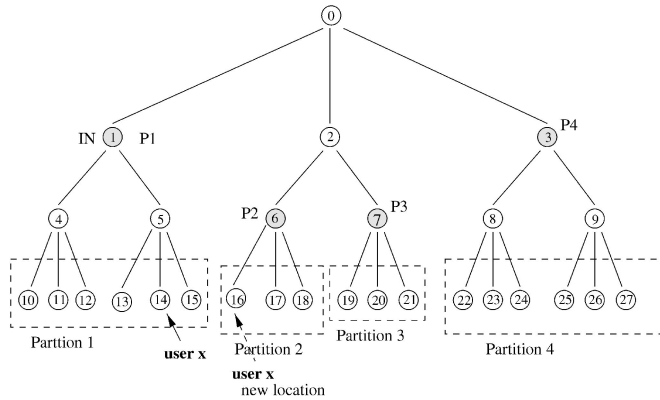 0
IN 1 P1
2
3 P4
4
5
P2 6
7 P3
8
9
10 11 12 13 14 15
16 17 18
19 20 21
22 23 24 25 26 27
Parttion 1
Partition 2
Partition 3
Partition 4
user x
user x
new location